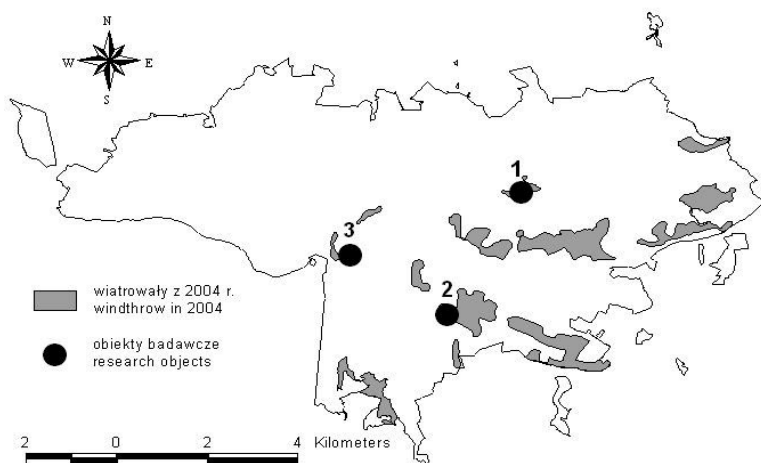 N
W E
S
1
3
2
wiatrowały z 2004 r.
windthrow in 2004
obiekty badawcze
research objects
2 0 2 4 Kilometers